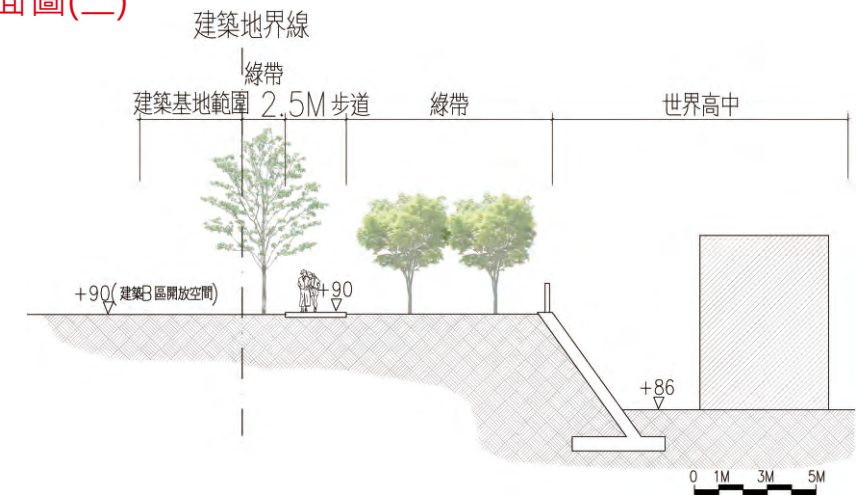 面圖(二)
建築地界線
綠帶
建築基地範圍 2.5M 步道 綠帶 世界高中
+90(建築B區開放空間) +90
+86
0 1M 3M 5M